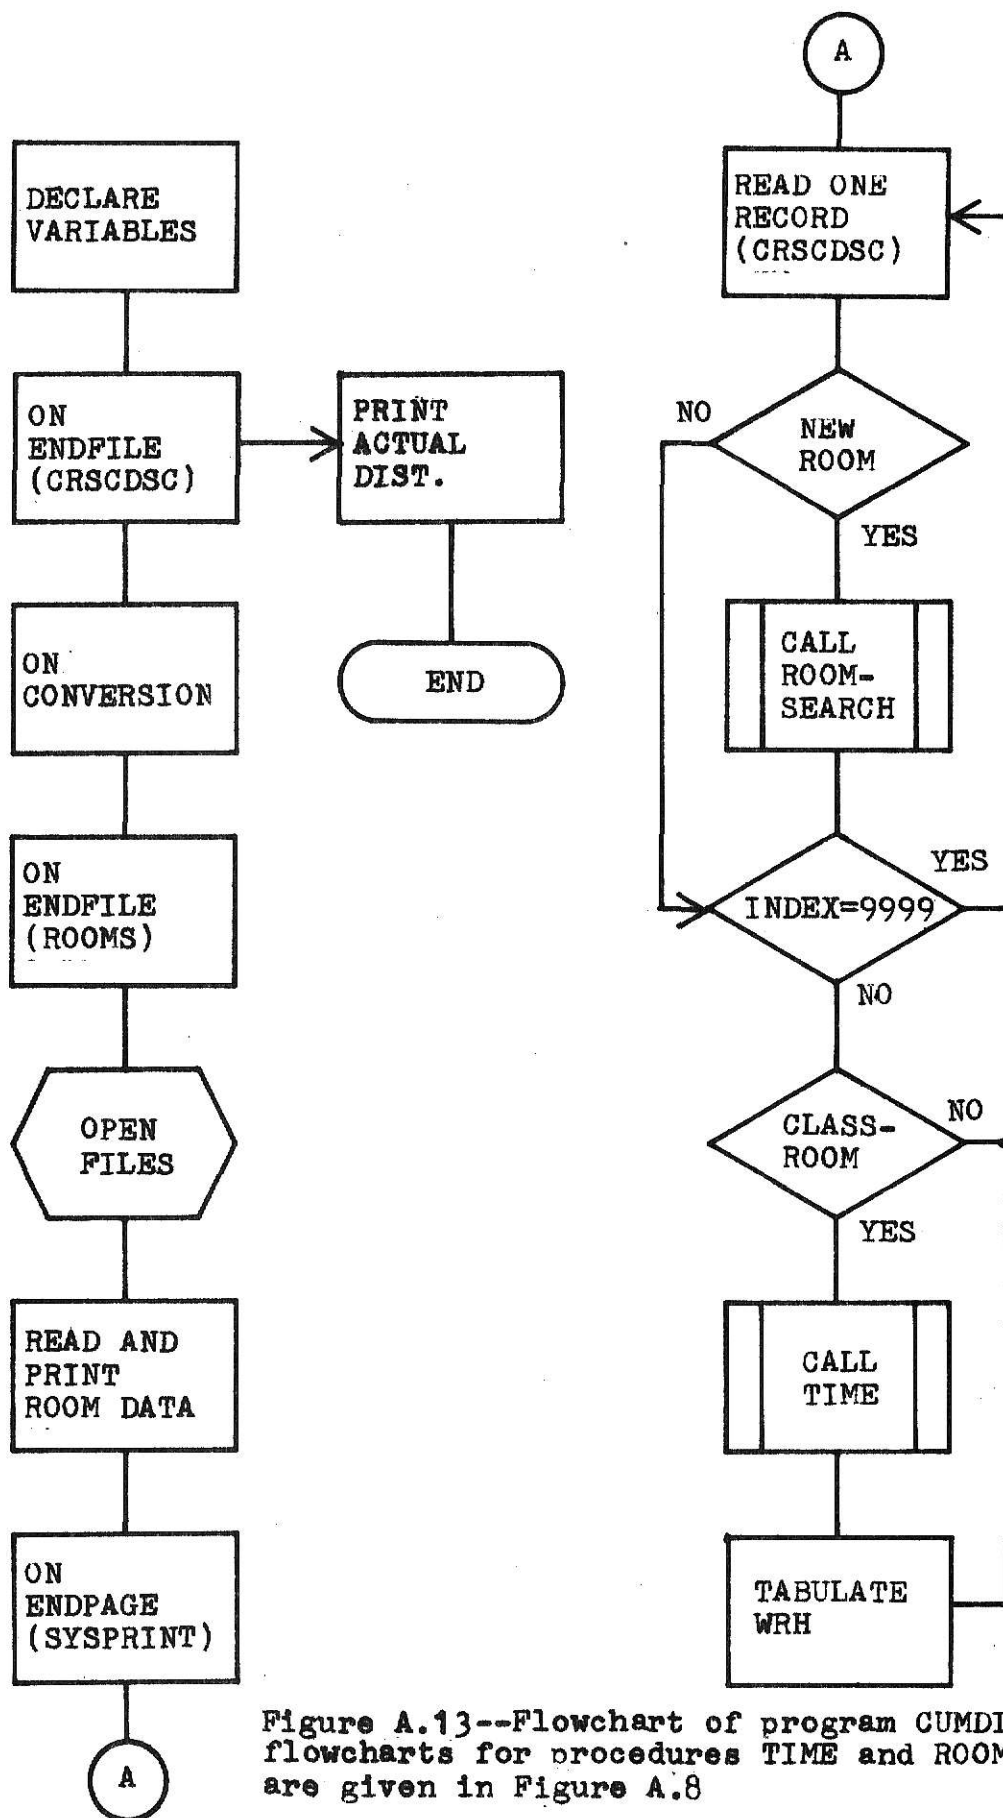 DECLARE
VARIABLES
ON
ENDFILE
(CRSCDSC)
PRINT
ACTUAL
DIST.
END
ON
CONVERSION
ON
ENDFILE
(ROOMS)
OPEN
FILES
READ AND
PRINT
ROOM DATA
ON
ENDPAGE
(SYSPRINT)
A
A
READ ONE
RECORD
(CRSCDSC)
NEW
ROOM
NO
YES
CALL
ROOM-
SEARCH
INDEX=9999
YES
NO
CLASS-
ROOM
NO
YES
CALL
TIME
TABULATE
WRH
Figure A.13--Flowchart of program CUMDI
flowcharts for procedures TIME and ROOM
are given in Figure A.8